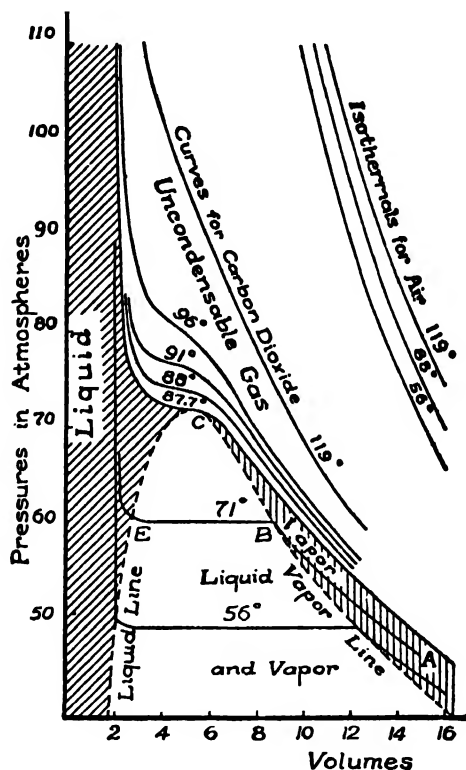 110
100
90
80
70
60
50
Pressures in Atmospheres
Liquid
Curves for Carbon Dioxide
Uncondensable Gas
Isothermals for Air
119°
88°
56°
96°
91°
88°
87.7°
C
119°
71°
E
B
Vapor
Liquid
56°
and Vapor
Liquid Line
Vapor Line
A
2 4 6 8 10 12 14 16
Volumes